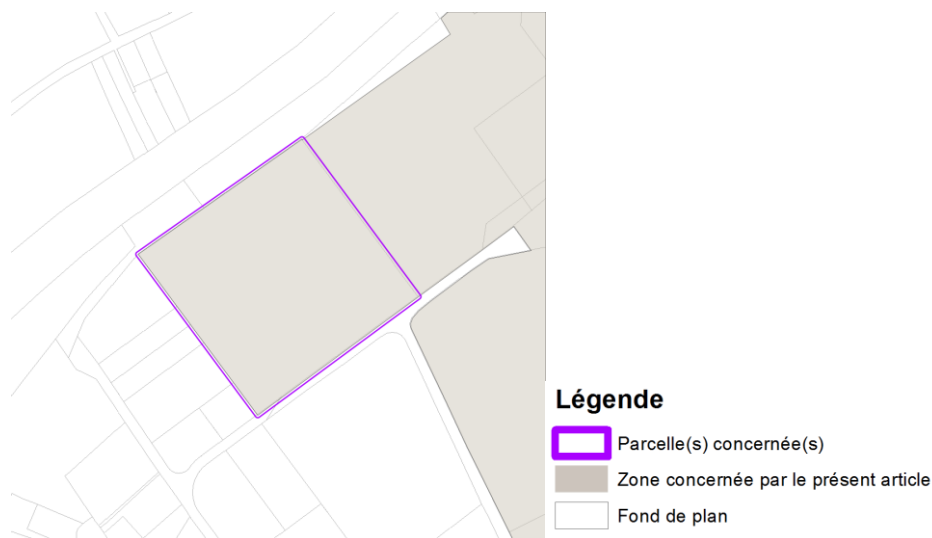 Légende
Parcelle(s) concernée(s)
Zone concernée par le présent article
Fond de plan